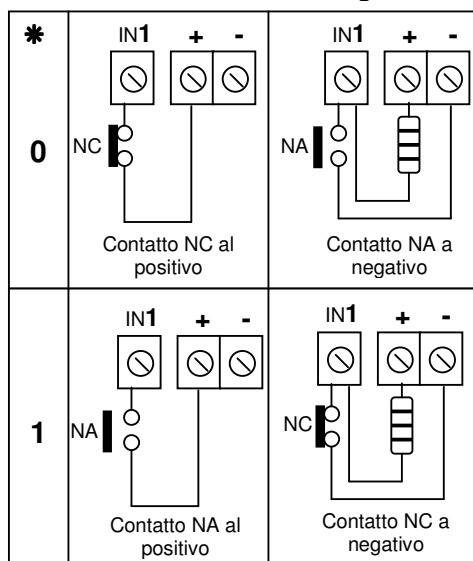 ✱
IN1 + -
IN1 + -
0
NC
NA
Contatto NC al
positivo
Contatto NA a
negativo
IN1 + -
IN1 + -
1
NA
NC
Contatto NA al
positivo
Contatto NC a
negativo